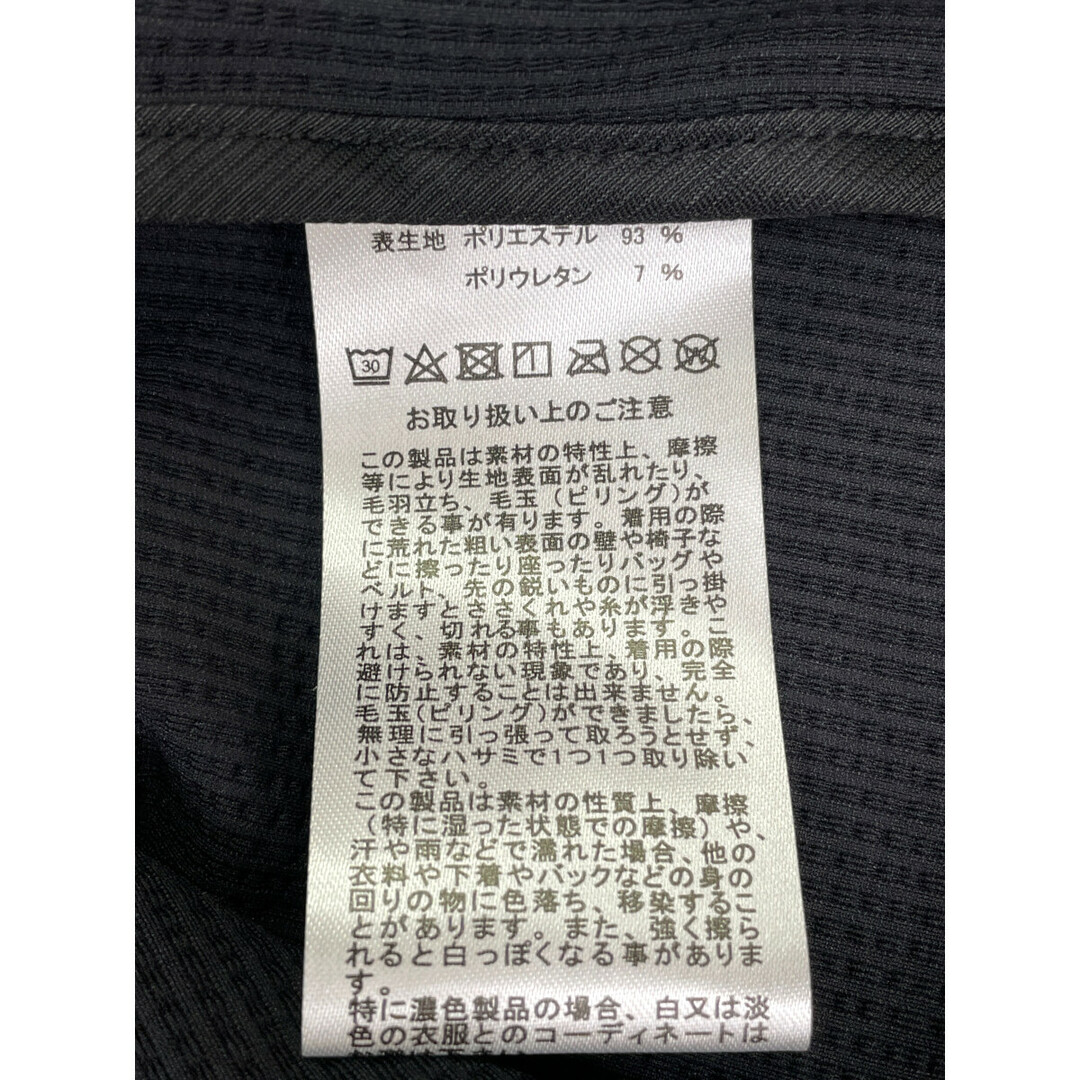 表生地 ポリエステル 93 %
ポリウレタン 7 %
30
W
お取り扱い上のご注意
この製品は素材の特性上、摩擦
等により生地表面が乱れたり、
毛羽立ち、毛玉(ピリング)が
できる事が有ります。着用の際
に荒れた粗い表面の壁や椅子な
どに擦ったり座ったりバッグや
ベルト、先の鋭いものに引っ掛
けますとささくれや糸が浮きや
すく、切れる事もあります。こ
れは、素材の特性上、着用の際
避けられない現象であり、完全
に防止することは出来ません。
毛玉(ピリング)ができましたら、
無理に引っ張って取ろうとせず、
小さなハサミで1つ1つ取り除い
て下さい。
この製品は素材の性質上、摩擦
(特に湿った状態での摩擦)や、
汗や雨などで濡れた場合、他の
衣料や下着やバックなどの身の
回りの物に色落ち、移染するこ
とがあります。また、強く擦ら
れると白っぽくなる事がありま
す。
特に濃色製品の場合、白又は淡
色の衣服とのコーディネートは